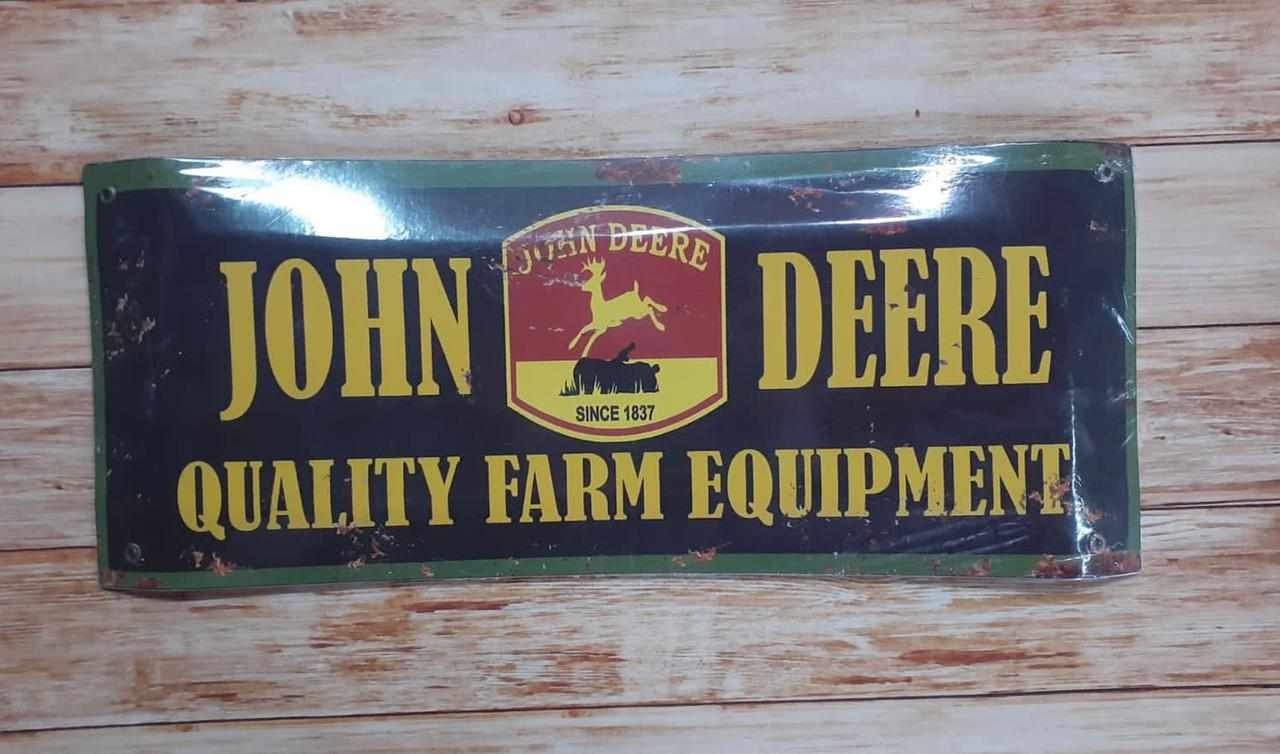 JOHN DEERE
JOHN DEERE
SINCE 1837
QUALITY FARM EQUIPMENT